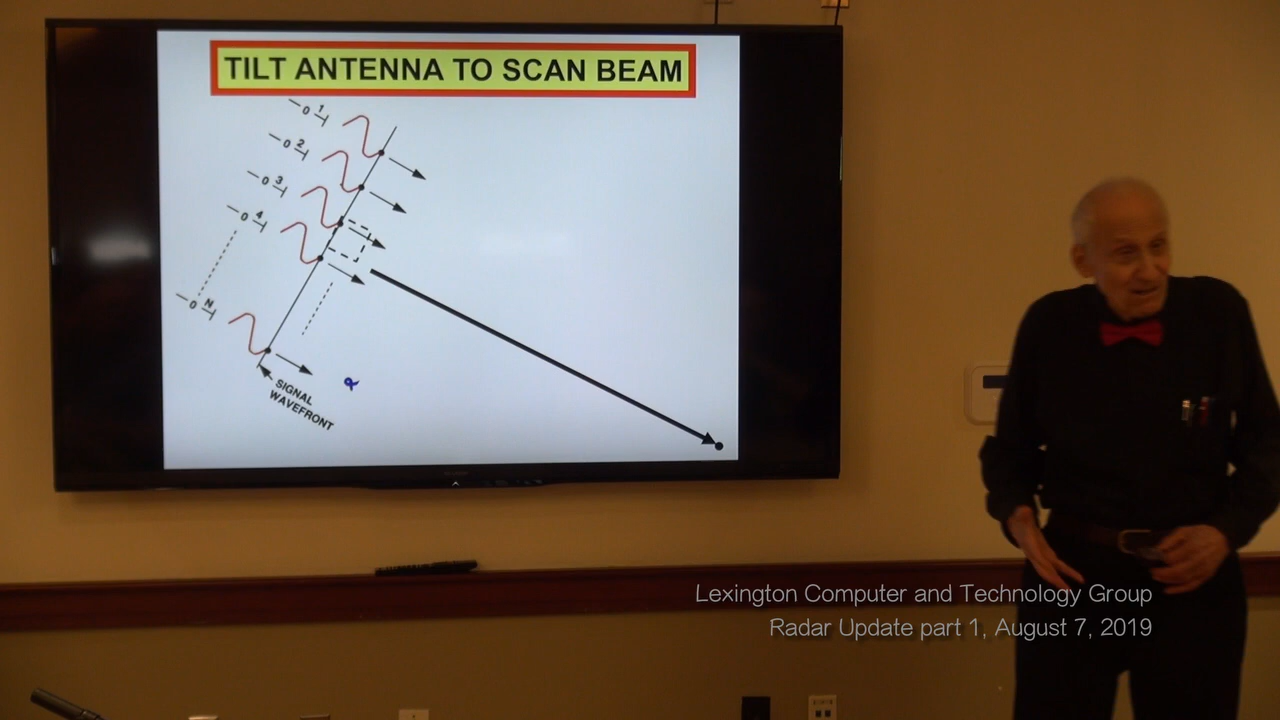 TILT ANTENNA TO SCAN BEAM
1
2
3
4
N
SIGNAL
WAVEFRONT
α
Lexington Computer and Technology Group
Radar Update part 1, August 7, 2019